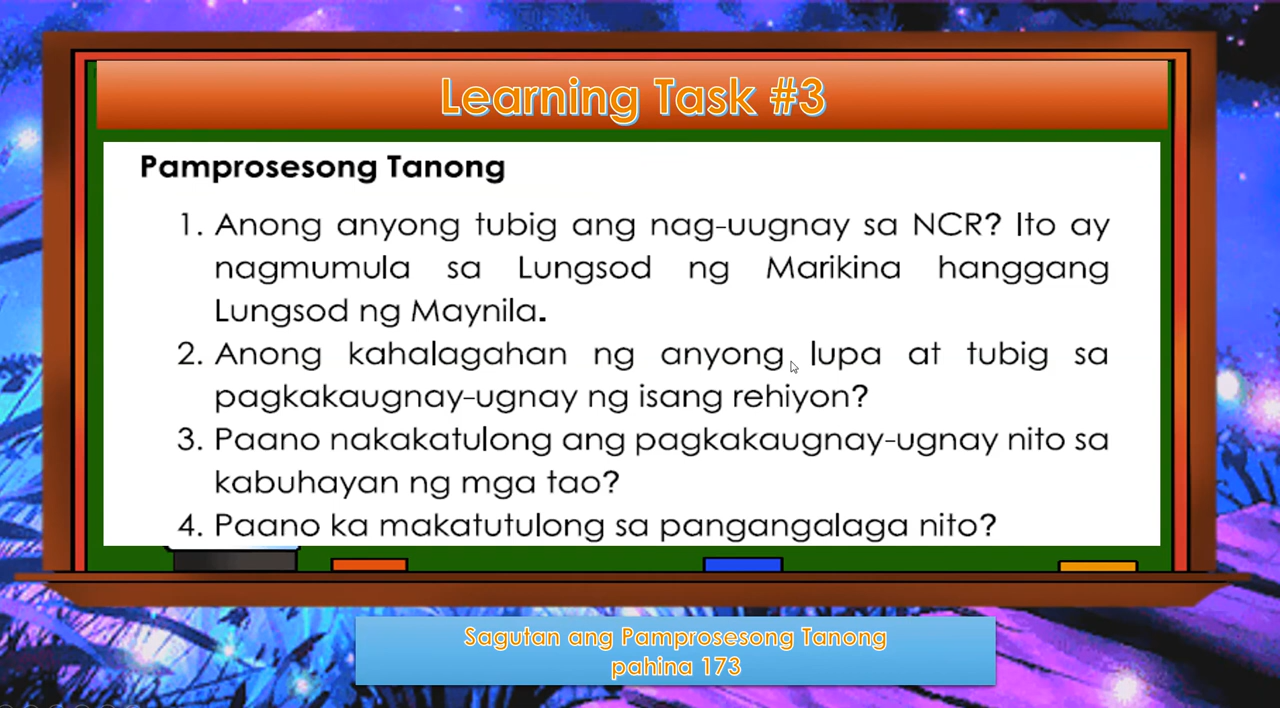 Learning Task #3
Pamprosesong Tanong
1. Anong anyong tubig ang nag-uugnay sa NCR? Ito ay
nagmumula sa Lungsod ng Marikina hanggang
Lungsod ng Maynila.
2. Anong kahalagahan ng anyong lupa at tubig sa
pagkakaugnay-ugnay ng isang rehiyon?
3. Paano nakakatulong ang pagkakaugnay-ugnay nito sa
kabuhayan ng mga tao?
4. Paano ka makatutulong sa pangangalaga nito?
Sagutan ang Pamprosesong Tanong
pahina 173